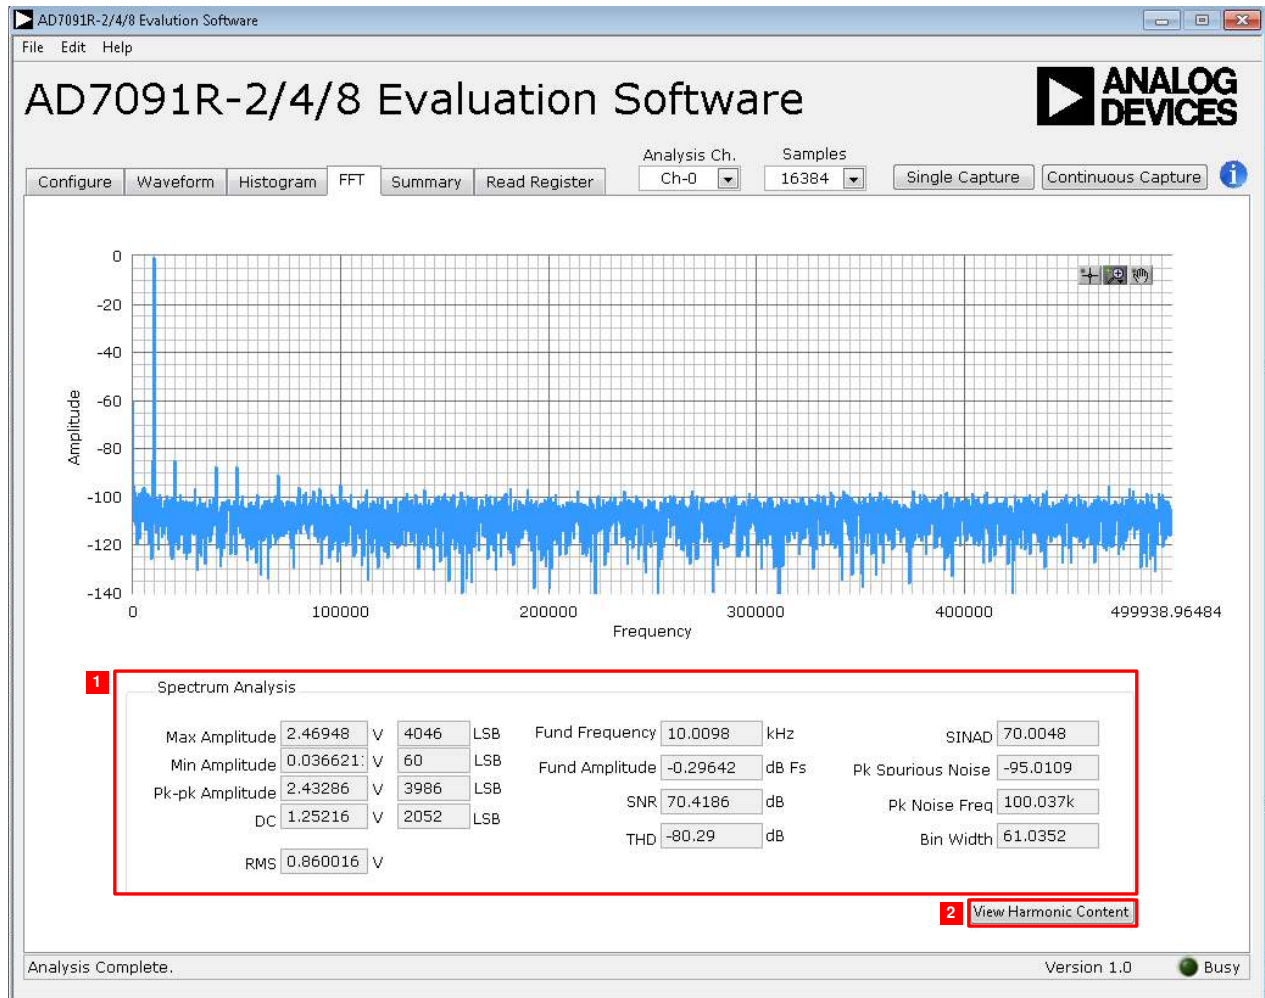 AD7091R-2/4/8 Evalution Software
File Edit Help
AD7091R-2/4/8 Evaluation Software
ANALOG
DEVICES
Analysis Ch. Samples
Configure Waveform Histogram FFT Summary Read Register Ch-0 16384 Single Capture Continuous Capture i
0
-20
-40
-60
-80
-100
-120
-140
Amplitude
0 100000 200000 300000 400000 499938.96484
Frequency
1
Spectrum Analysis
Max Amplitude 2.46948 V 4046 LSB Fund Frequency 10.0098 kHz SINAD 70.0048
Min Amplitude 0.036621 V 60 LSB Fund Amplitude -0.29642 dB Fs Pk Spurious Noise -95.0109
Pk-pk Amplitude 2.43286 V 3986 LSB SNR 70.4186 dB Pk Noise Freq 100.037k
DC 1.25216 V 2052 LSB THD -80.29 dB Bin Width 61.0352
RMS 0.860016 V
2 View Harmonic Content
Analysis Complete. Version 1.0 Busy